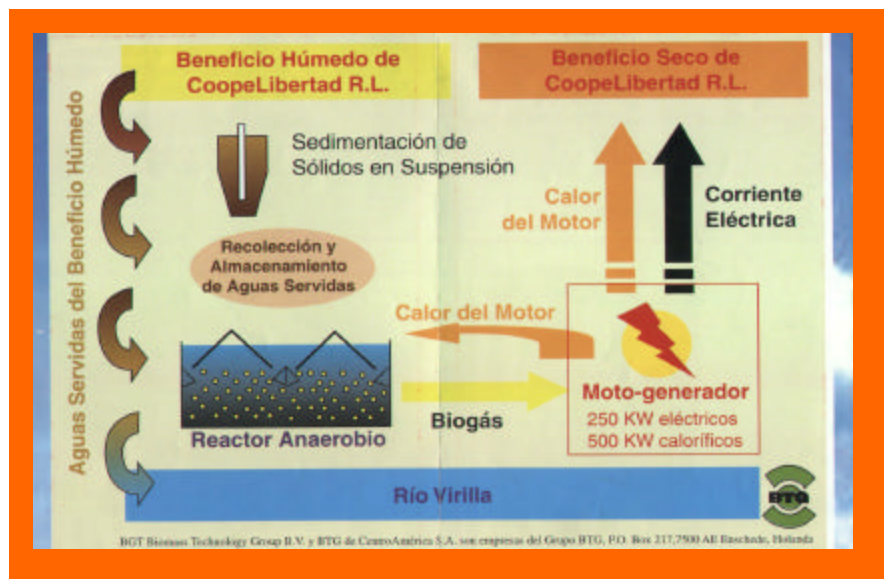 Beneficio Húmedo de
CoopeLibertad R.L.
Beneficio Seco de
CoopeLibertad R.L.
Aguas Servidas del Beneficio Húmedo
Sedimentación de
Sólidos en Suspensión
Calor
del Motor
Corriente
Eléctrica
Recolección y
Almacenamiento
de Aguas Servidas
Calor del Motor
Biogás
Reactor Anaerobio
Moto-generador
250 KW eléctricos
500 KW caloríficos
Río Virilla
BTG
BGT Biomass Technology Group B.V. y BTG de CentroAmérica S.A. son empresas del Grupo BTG, P.O. Box 217,7500 AE Enschede, Holanda